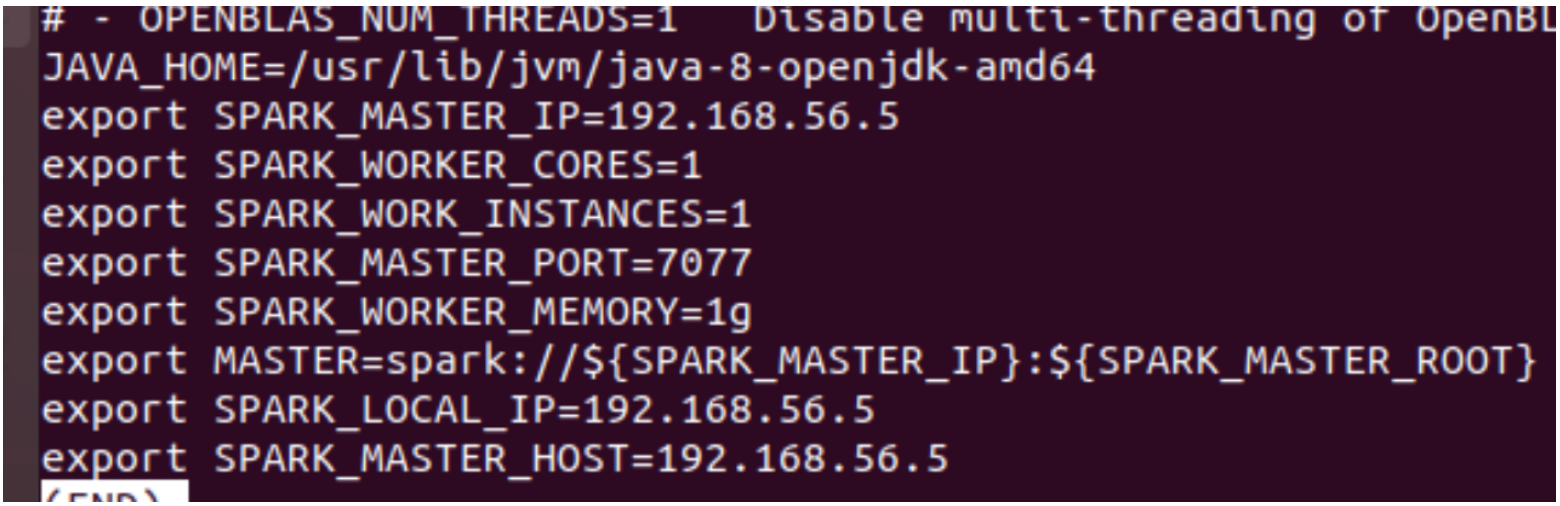 # - OPENBLAS_NUM_THREADS=1   Disable multi-threading of OpenBL
JAVA_HOME=/usr/lib/jvm/java-8-openjdk-amd64
export SPARK_MASTER_IP=192.168.56.5
export SPARK_WORKER_CORES=1
export SPARK_WORK_INSTANCES=1
export SPARK_MASTER_PORT=7077
export SPARK_WORKER_MEMORY=1g
export MASTER=spark://${SPARK_MASTER_IP}:${SPARK_MASTER_ROOT}
export SPARK_LOCAL_IP=192.168.56.5
export SPARK_MASTER_HOST=192.168.56.5
(END)